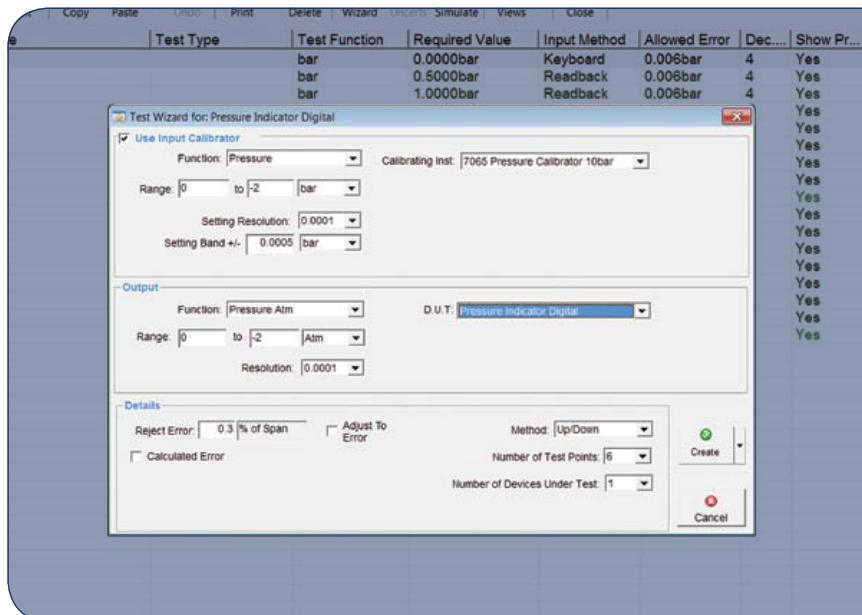 Copy Paste Undo Print Delete Wizard Uncerts Simulate Views Close
e Test Type Test Function Required Value Input Method Allowed Error Dec.... Show Pr...
bar 0.0000bar Keyboard 0.006bar 4 Yes
bar 0.5000bar Readback 0.006bar 4 Yes
bar 1.0000bar Readback 0.006bar 4 Yes
Yes
Yes
Yes
Yes
Yes
Yes
Yes
Yes
Yes
Yes
Yes
Yes
Yes
Yes
Test Wizard for: Pressure Indicator Digital
Use Input Calibrator
Function: Pressure Calibrating Inst: 7065 Pressure Calibrator 10bar
Range: 0 to -2 bar
Setting Resolution: 0.0001
Setting Band +/- 0.0005 bar
Output
Function: Pressure Atm D.U.T: Pressure Indicator Digital
Range: 0 to -2 Atm
Resolution: 0.0001
Details
Reject Error: 0.3 % of Span Adjust To Error Method: Up/Down
Calculated Error Number of Test Points: 6
Number of Devices Under Test: 1
Create
Cancel